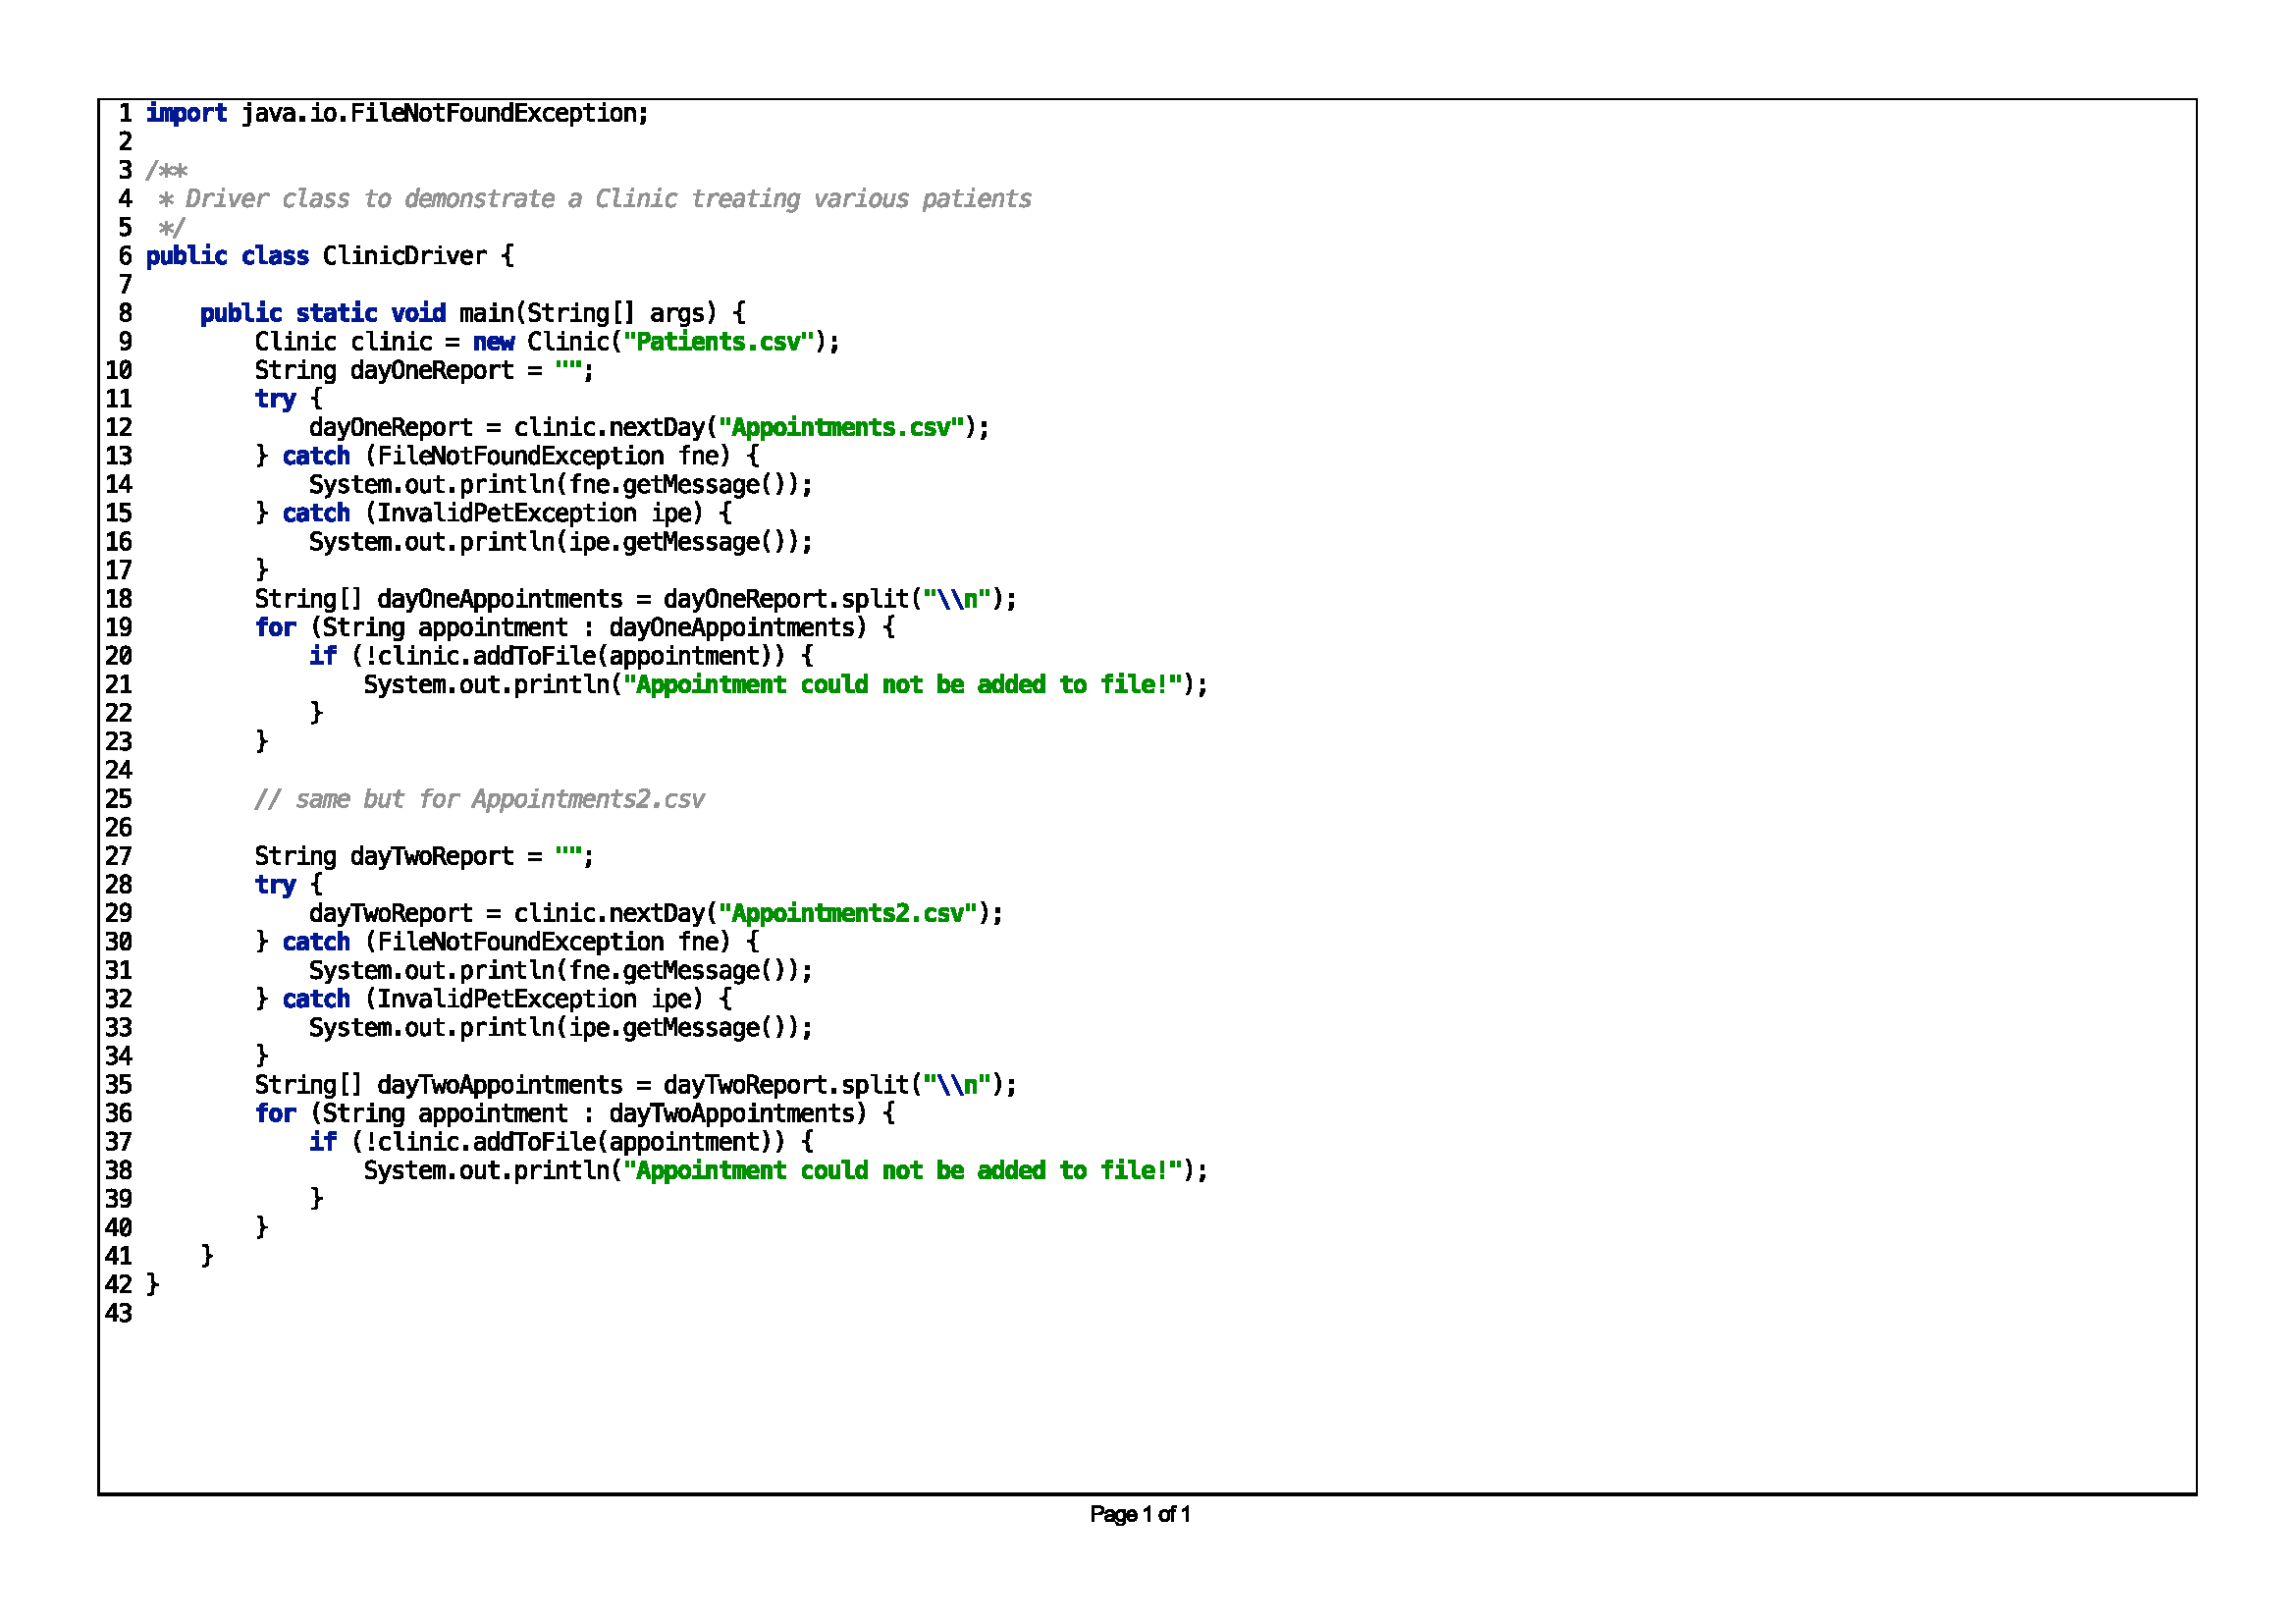 1 import java.io.FileNotFoundException;
2
3 /**
4  * Driver class to demonstrate a Clinic treating various patients
5  */
6 public class ClinicDriver {
7
8     public static void main(String[] args) {
9         Clinic clinic = new Clinic("Patients.csv");
10         String dayOneReport = "";
11         try {
12             dayOneReport = clinic.nextDay("Appointments.csv");
13         } catch (FileNotFoundException fne) {
14             System.out.println(fne.getMessage());
15         } catch (InvalidPetException ipe) {
16             System.out.println(ipe.getMessage());
17         }
18         String[] dayOneAppointments = dayOneReport.split("\\n");
19         for (String appointment : dayOneAppointments) {
20             if (!clinic.addToFile(appointment)) {
21                 System.out.println("Appointment could not be added to file!");
22             }
23         }
24
25         // same but for Appointments2.csv
26
27         String dayTwoReport = "";
28         try {
29             dayTwoReport = clinic.nextDay("Appointments2.csv");
30         } catch (FileNotFoundException fne) {
31             System.out.println(fne.getMessage());
32         } catch (InvalidPetException ipe) {
33             System.out.println(ipe.getMessage());
34         }
35         String[] dayTwoAppointments = dayTwoReport.split("\\n");
36         for (String appointment : dayTwoAppointments) {
37             if (!clinic.addToFile(appointment)) {
38                 System.out.println("Appointment could not be added to file!");
39             }
40         }
41     }
42 }
43
Page 1 of 1